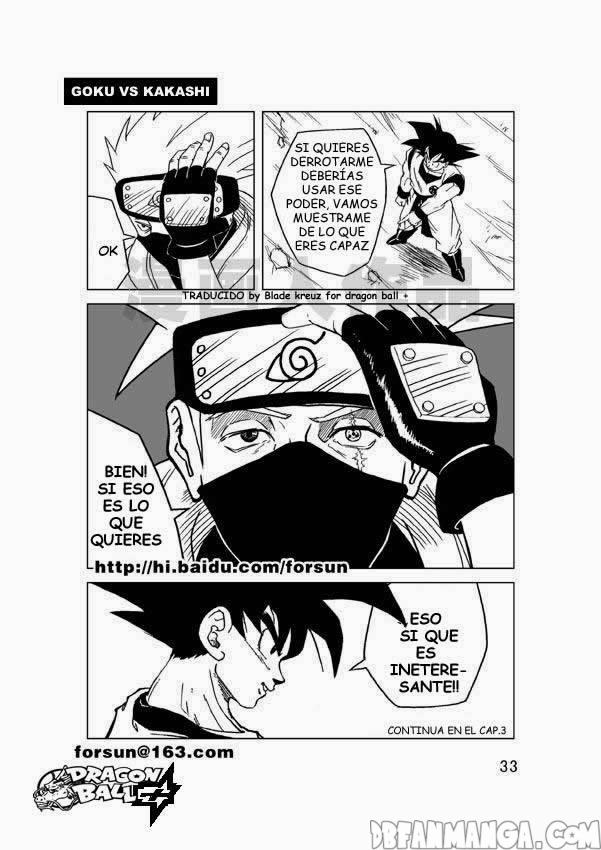 GOKU VS KAKASHI
OK
SI QUIERES
DERROTARME
DEBERÍAS
USAR ESE
PODER, VAMOS
MUESTRAME
DE LO QUE
ERES CAPAZ
TRADUCIDO by Blade kreuz for dragon ball +
BIEN!
SI ESO
ES LO
QUE
QUIERES
http://hi.baidu.com/forsun
¡ESO
SI QUE
ES
INETERE-
SANTE!!
CONTINUA EN EL CAP.3
forsun@163.com
DRAGON
BALL
33
DBFANMANGA.COM